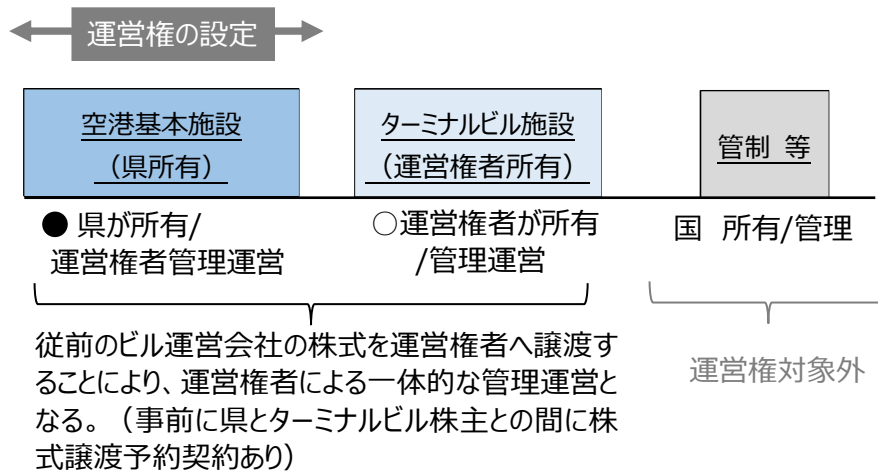 運営権の設定
空港基本施設
（県所有）
ターミナルビル施設
（運営権者所有）
管制 等
● 県が所有/
運営権者管理運営
○運営権者が所有
/管理運営
国 所有/管理
従前のビル運営会社の株式を運営権者へ譲渡す
ることにより、運営権者による一体的な管理運営と
なる。（事前に県とターミナルビル株主との間に株
式譲渡予約契約あり）
運営権対象外